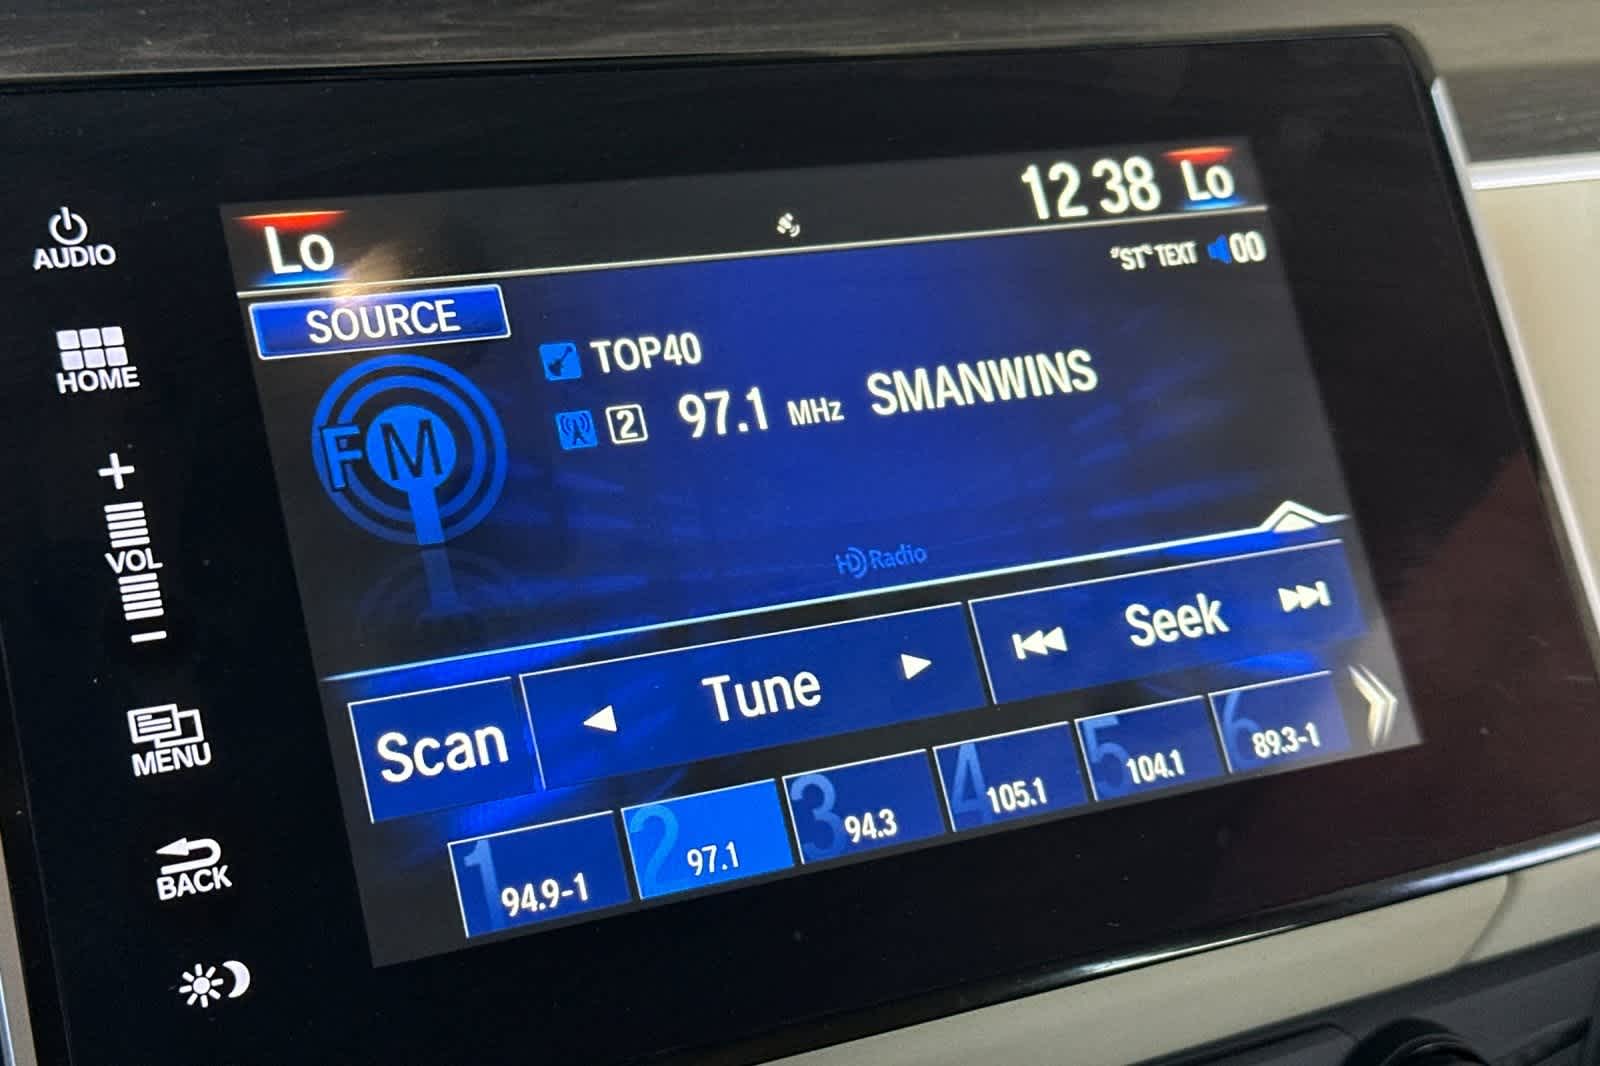 AUDIO
HOME
+
VOL
-
MENU
BACK
Lo
12 38
Lo
"ST" TEXT
00
SOURCE
FM
TOP40
2
97.1 MHz SMANWINS
HD Radio
Scan
Tune
Seek
1 94.9-1
2 97.1
3 94.3
4 105.1
5 104.1
6 89.3-1